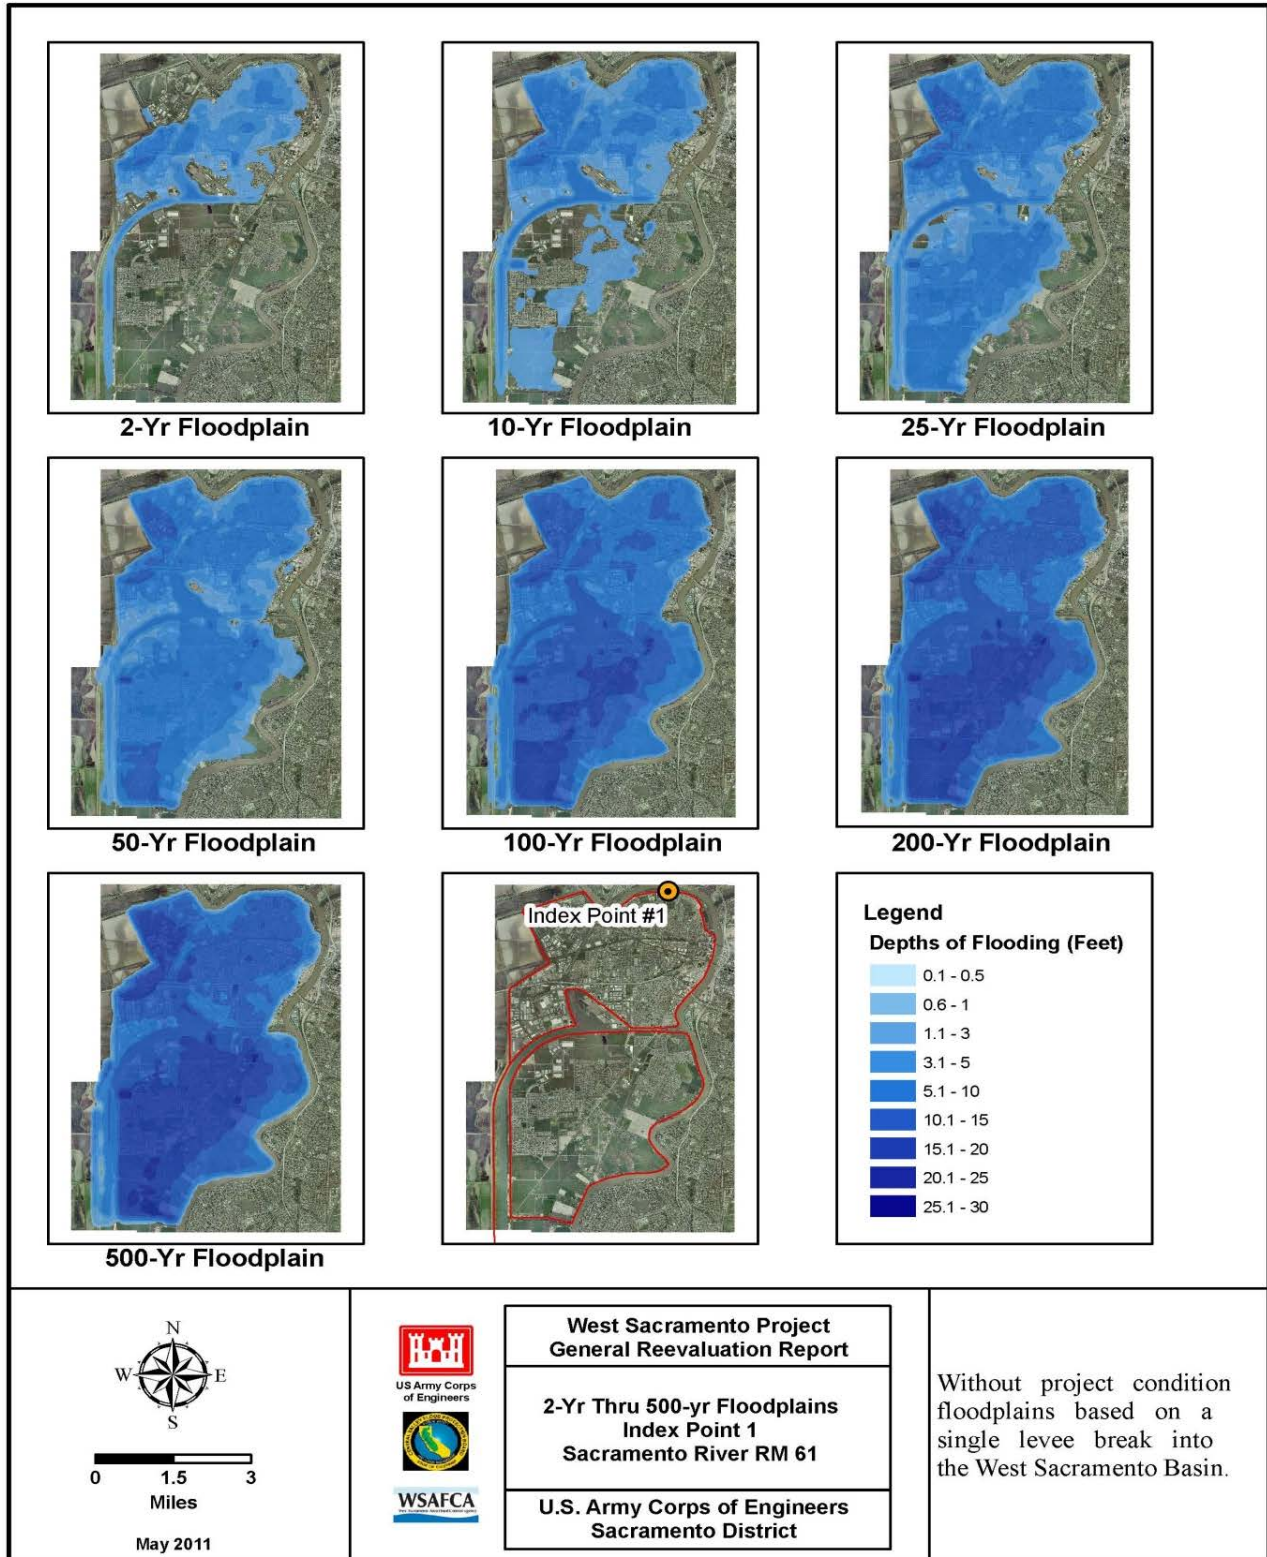 2-Yr Floodplain
10-Yr Floodplain
25-Yr Floodplain
50-Yr Floodplain
100-Yr Floodplain
200-Yr Floodplain
500-Yr Floodplain
Index Point #1
Legend
Depths of Flooding (Feet)
0.1 - 0.5
0.6 - 1
1.1 - 3
3.1 - 5
5.1 - 10
10.1 - 15
15.1 - 20
20.1 - 25
25.1 - 30
N
W
E
S
0
1.5
3
Miles
May 2011
US Army Corps
of Engineers
WSAFCA
West Sacramento Project
General Reevaluation Report
2-Yr Thru 500-yr Floodplains
Index Point 1
Sacramento River RM 61
U.S. Army Corps of Engineers
Sacramento District
Without project condition
floodplains based on a
single levee break into
the West Sacramento Basin.